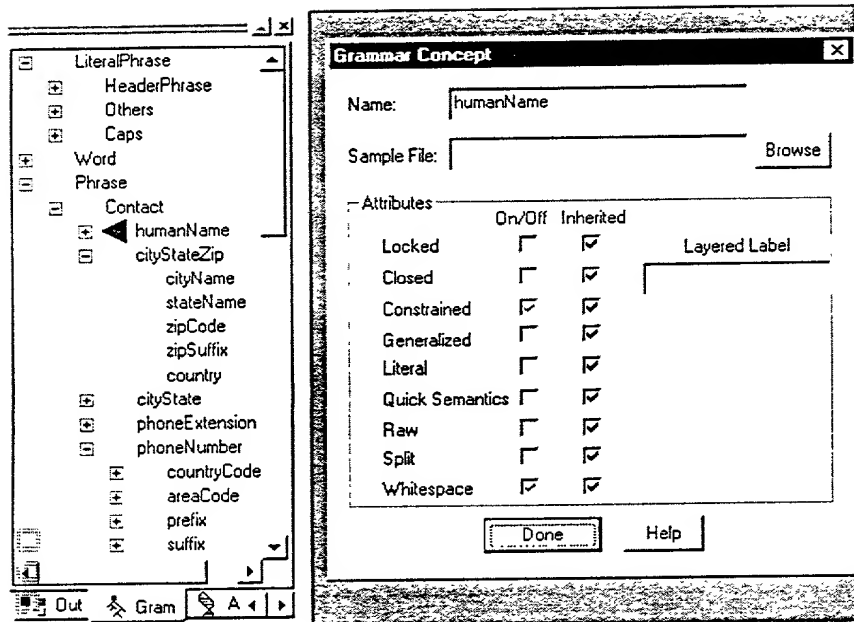 LiteralPhrase
HeaderPhrase
Others
Caps
Word
Phrase
Contact
humanName
cityStateZip
cityName
stateName
zipCode
zipSuffix
country
cityState
phoneExtension
phoneNumber
countryCode
areaCode
prefix
suffix
Out Gram A
Grammar Concept
Name: humanName
Sample File: Browse
Attributes
On/Off Inherited
Locked Layered Label
Closed
Constrained
Generalized
Literal
Quick Semantics
Raw
Split
Whitespace
Done Help